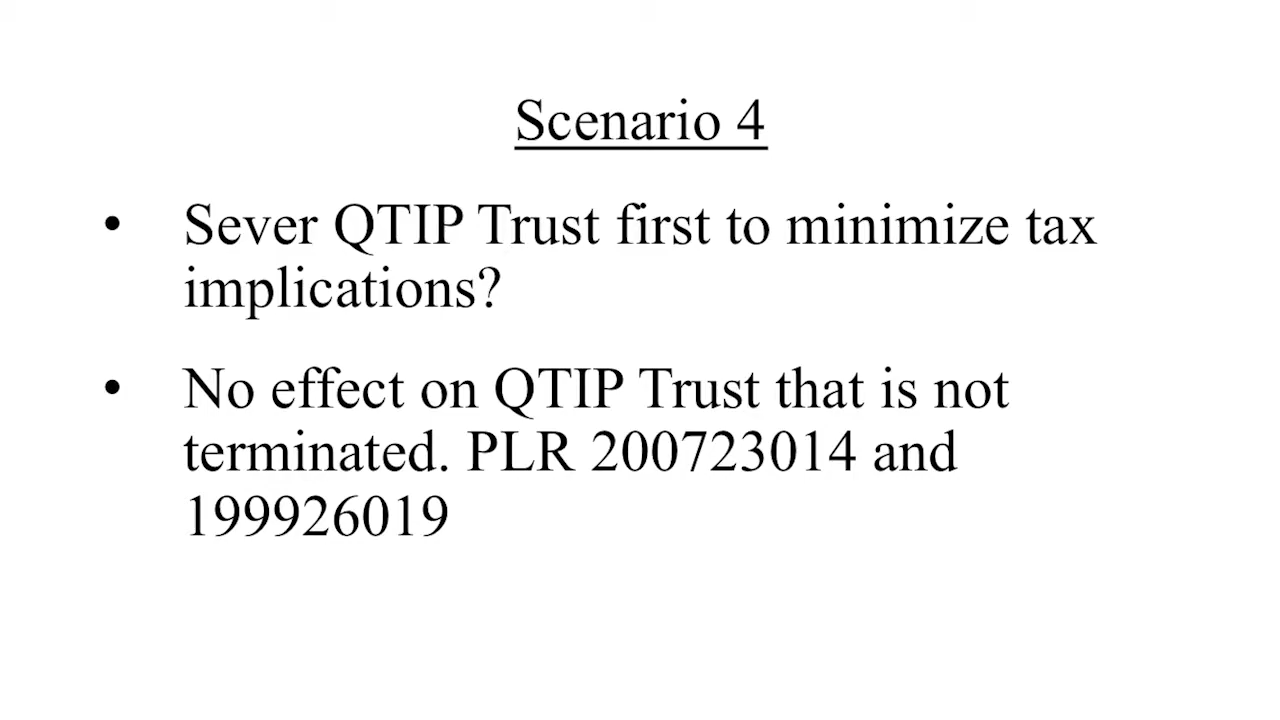 Scenario 4
• Sever QTIP Trust first to minimize tax
implications?
• No effect on QTIP Trust that is not
terminated. PLR 200723014 and
199926019